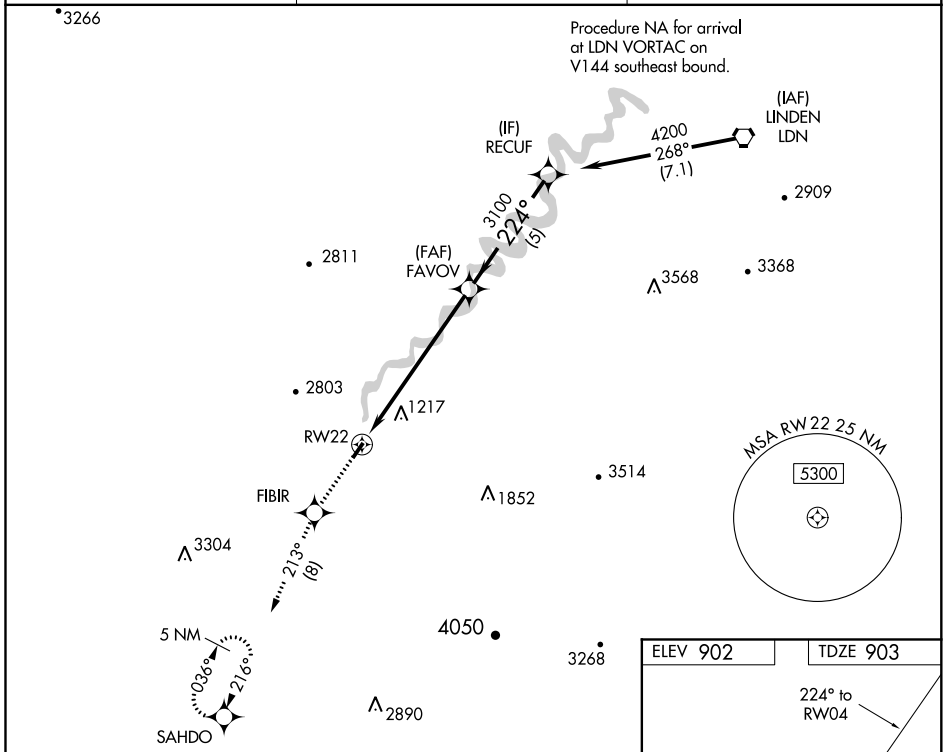 3266
Procedure NA for arrival
at LDN VORTAC on
V144 southeast bound.
(IAF)
LINDEN
LDN
(IF)
RECUF
4200
268°
(7.1)
2909
3100
224°
(5)
(FAF)
FAVOV
2811
3568
3368
2803
1217
RW22
MSA RW22 25 NM
5300
3514
1852
FIBIR
3304
213°
(8)
5 NM
036°
216°
4050
3268
SAHDO
2890
ELEV 902
TDZE 903
224° to
RW04